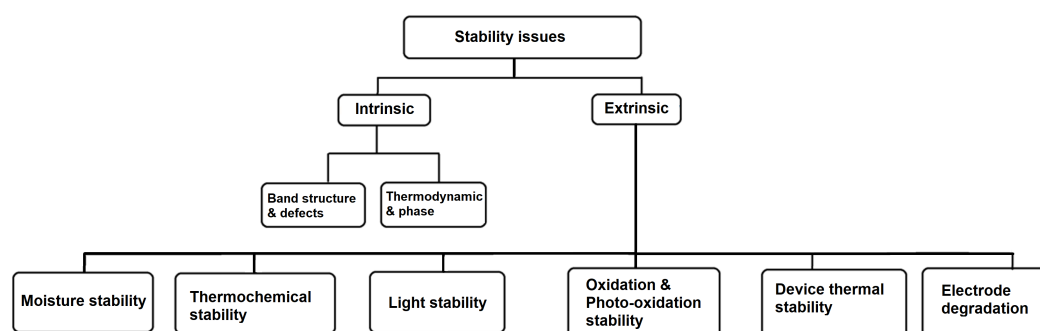 Stability issues
Intrinsic
Extrinsic
Band structure
& defects
Thermodynamic
& phase
Moisture stability
Thermochemical
stability
Light stability
Oxidation &
Photo-oxidation
stability
Device thermal
stability
Electrode
degradation